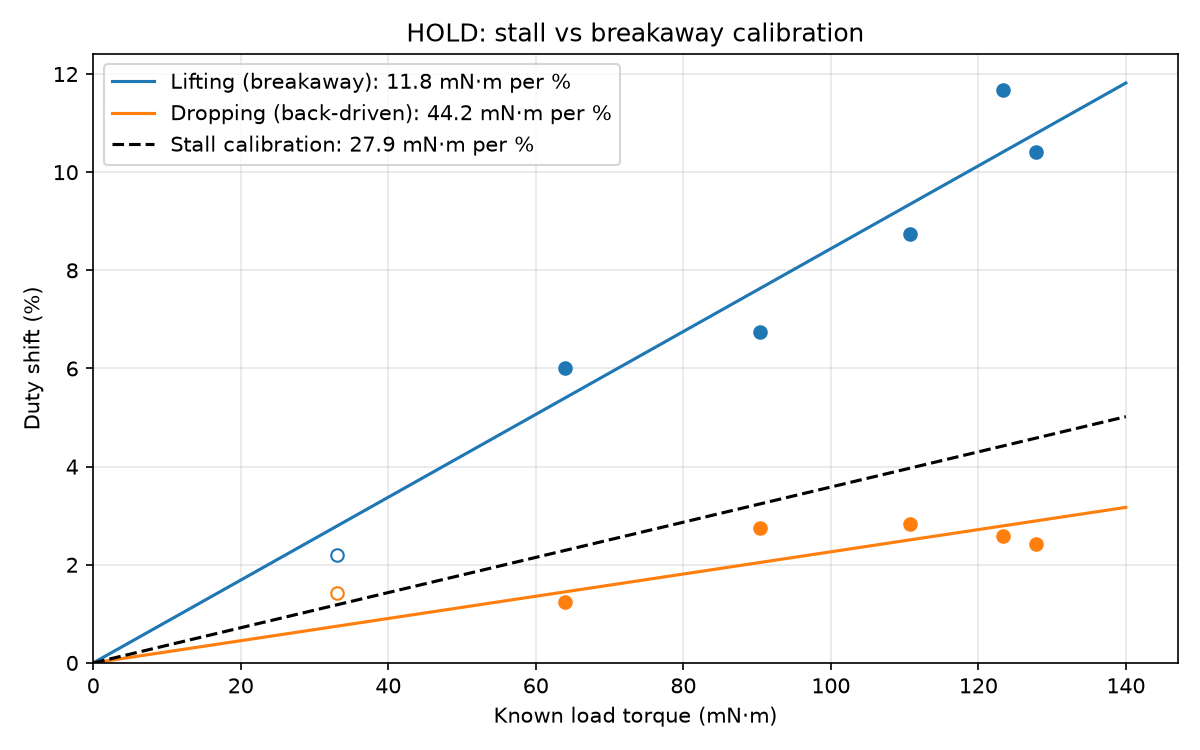 HOLD: stall vs breakaway calibration
Lifting (breakaway): 11.8 mN·m per %
Dropping (back-driven): 44.2 mN·m per %
Stall calibration: 27.9 mN·m per %
Duty shift (%)
12
10
8
6
4
2
0
0 20 40 60 80 100 120 140
Known load torque (mN·m)